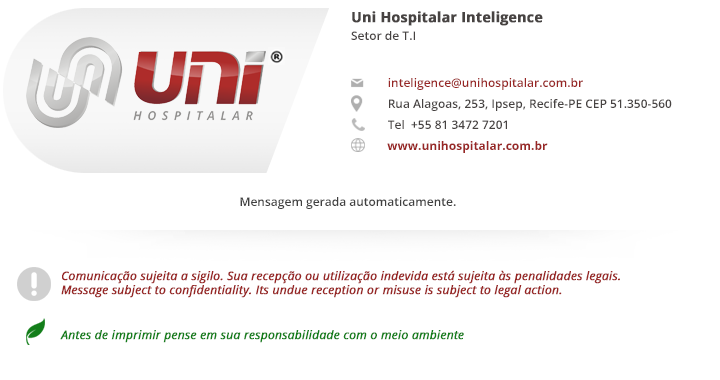 uni®
HOSPITALAR
Uni Hospitalar Inteligence
Setor de T.I
inteligence@unihospitalar.com.br
Rua Alagoas, 253, Ipsep, Recife-PE CEP 51.350-560
Tel +55 81 3472 7201
www.unihospitalar.com.br
Mensagem gerada automaticamente.
Comunicação sujeita a sigilo. Sua recepção ou utilização indevida está sujeita às penalidades legais.
Message subject to confidentiality. Its undue reception or misuse is subject to legal action.
Antes de imprimir pense em sua responsabilidade com o meio ambiente